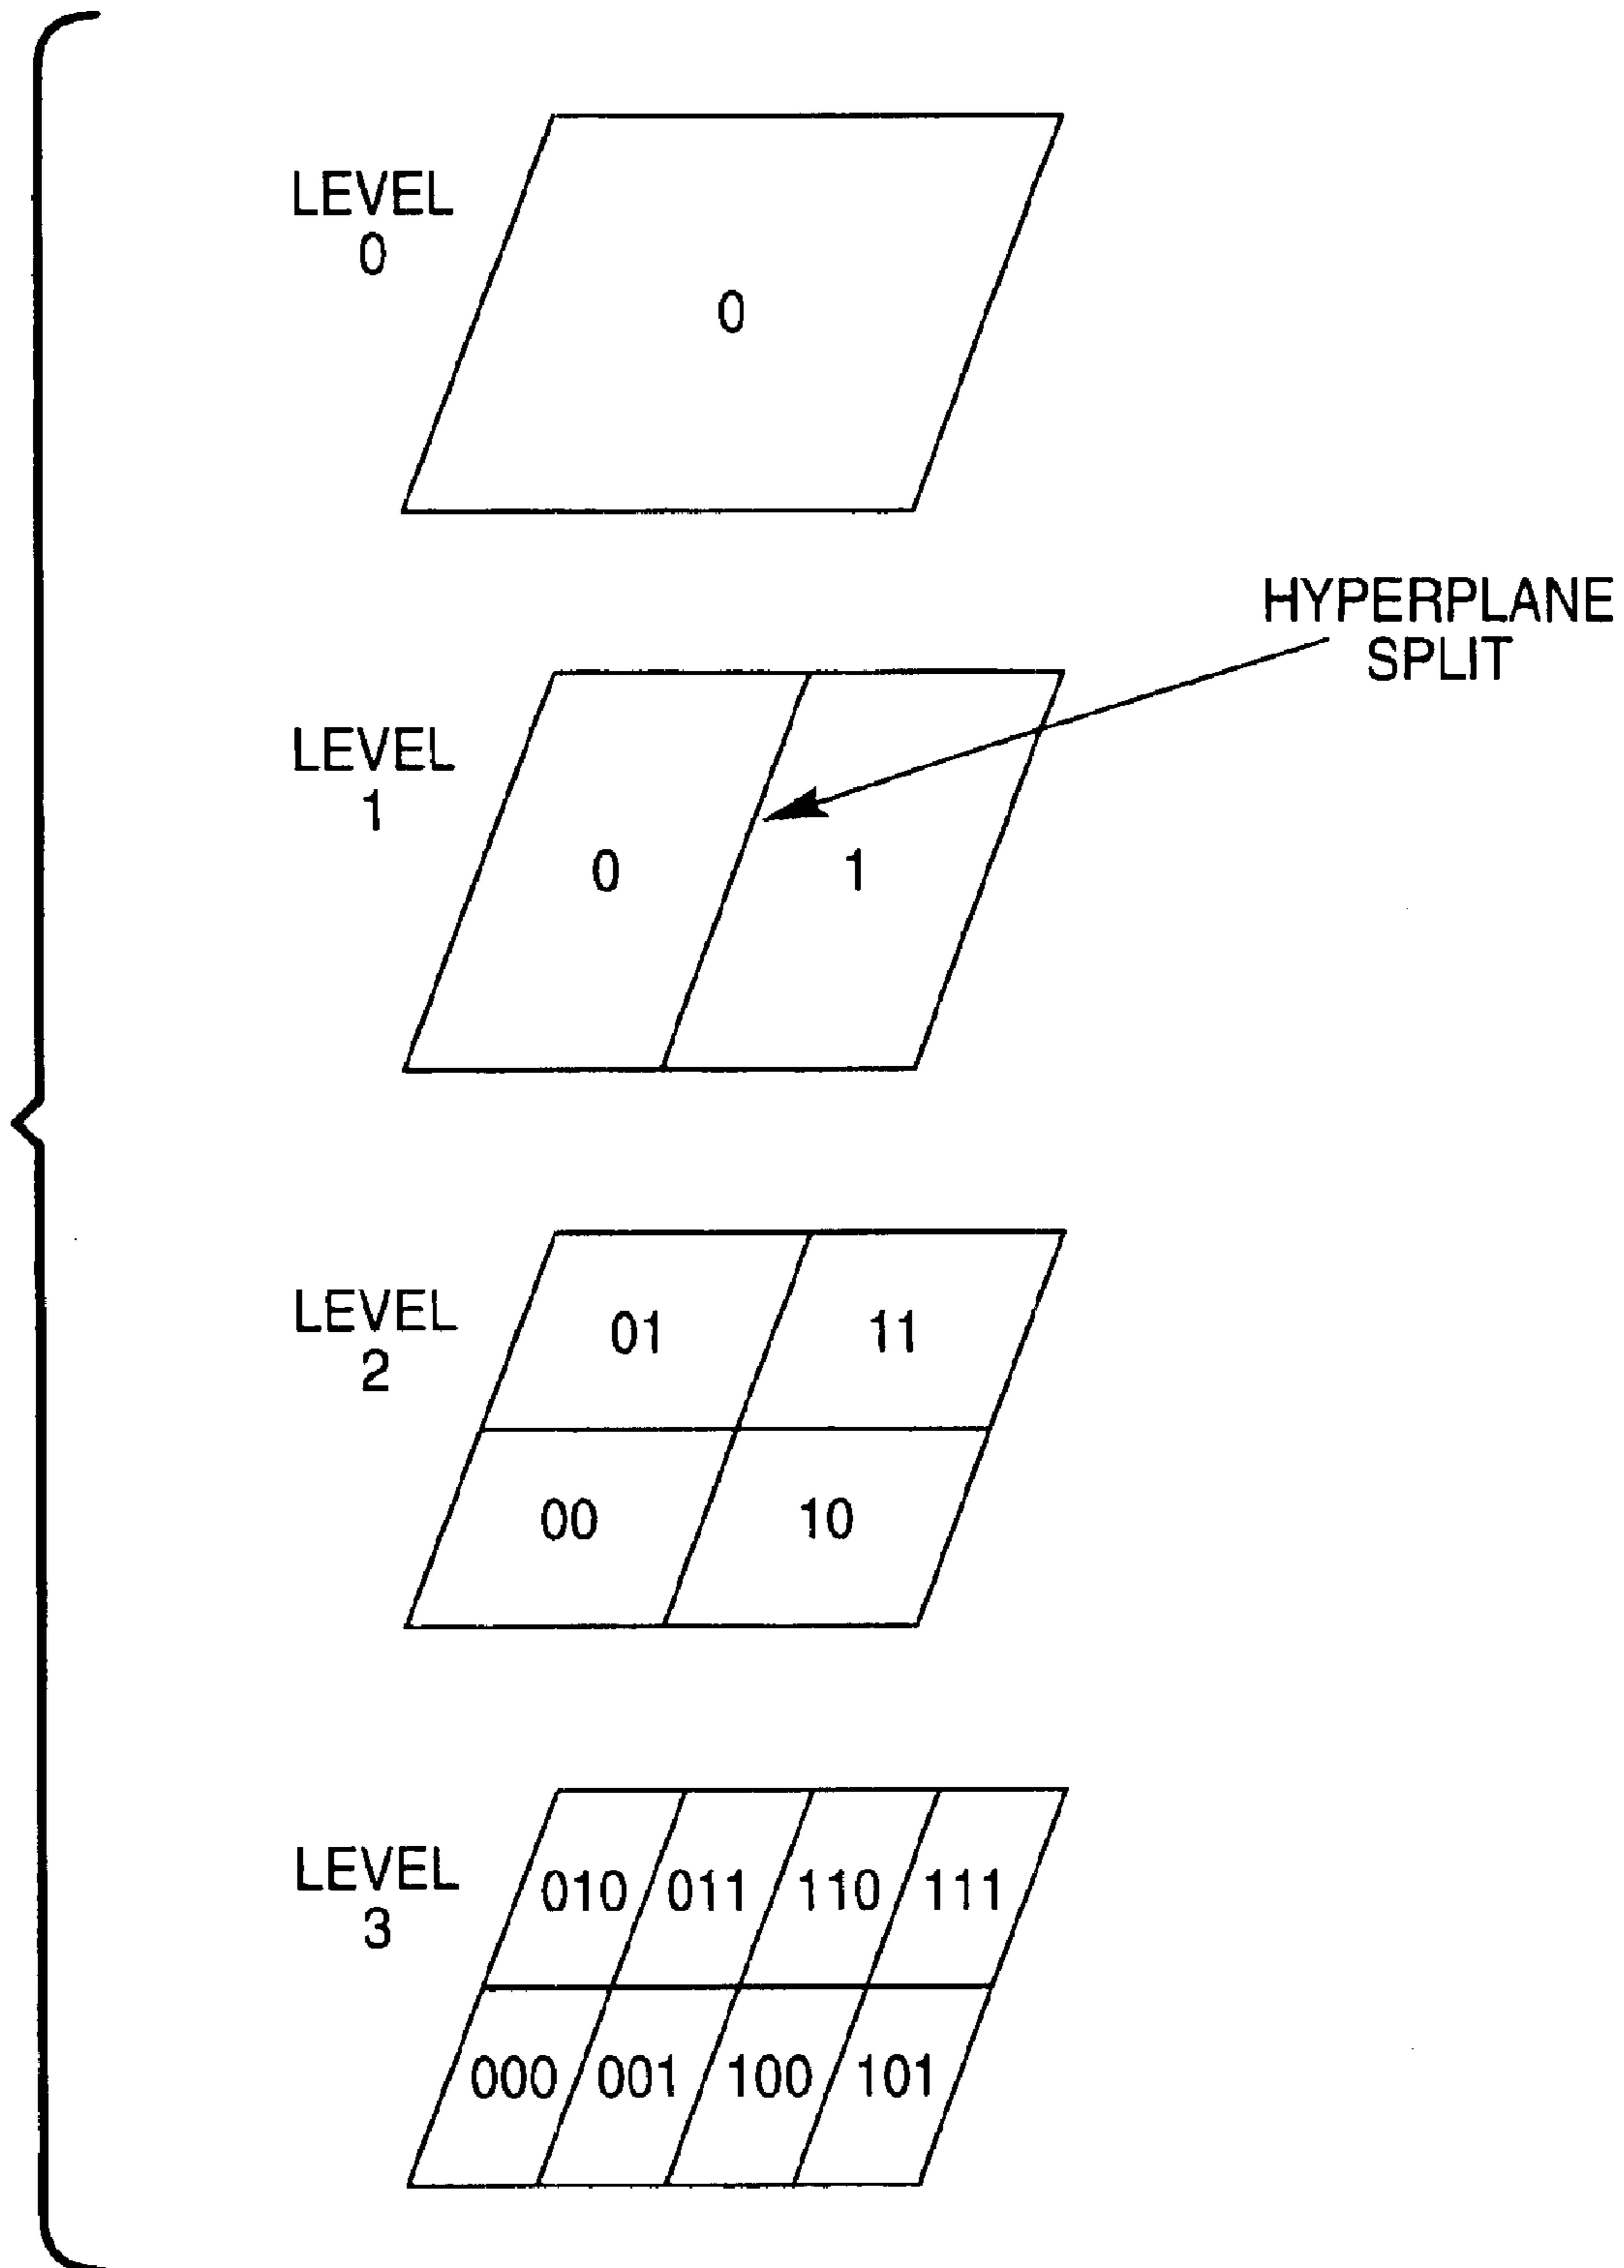 LEVEL
0
0
HYPERPLANE
SPLIT
LEVEL
1
0 1
LEVEL
2
01 11
00 10
LEVEL
3
010 011 110 111
000 001 100 101